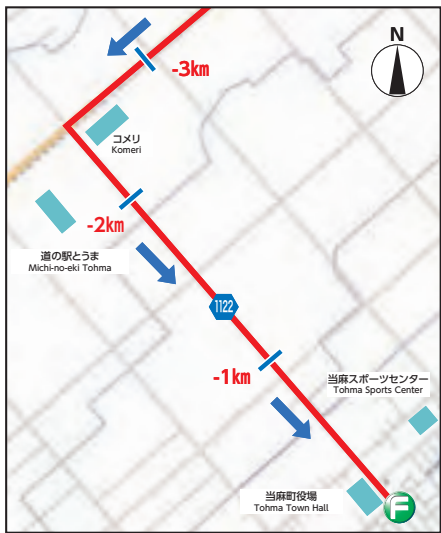 N
-3km
コメリ
Komeri
-2km
道の駅とうま
Michi-no-eki Tohma
1122
当麻スポーツセンター
Tohma Sports Center
-1km
当麻町役場
Tohma Town Hall
F